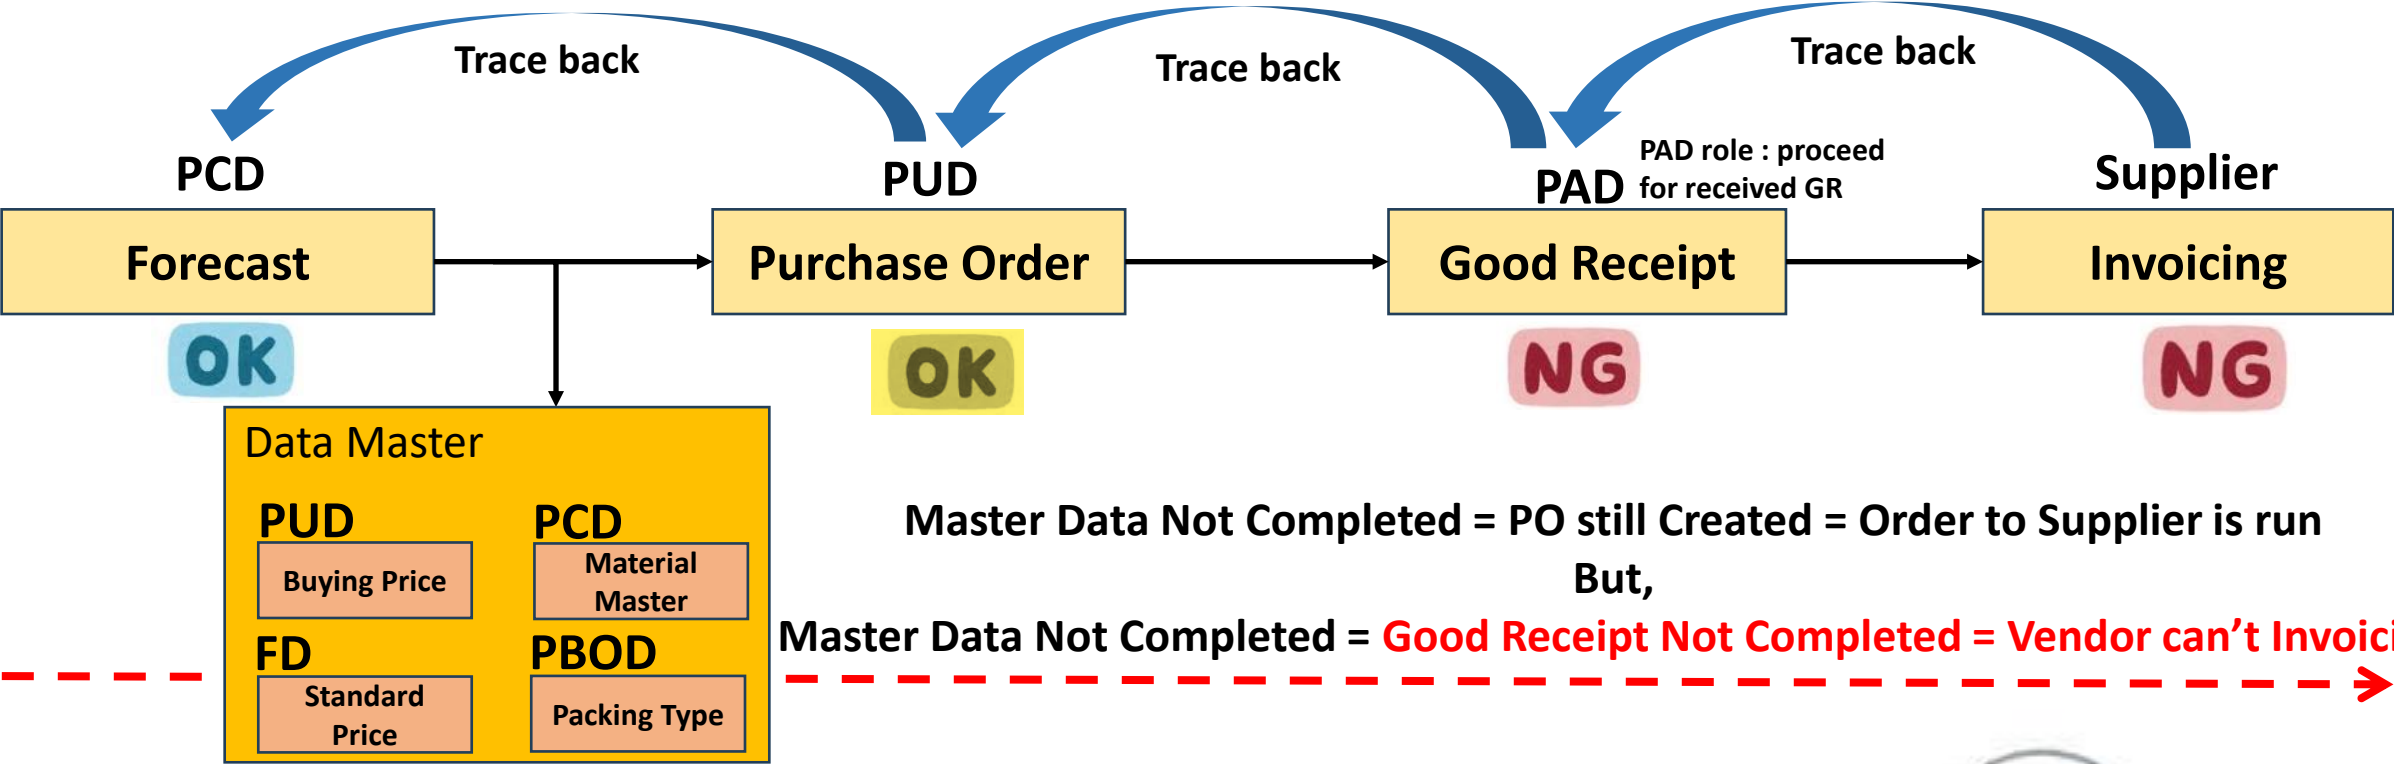 Trace back
Trace back
Trace back
PCD
PUD
PAD
PAD role : proceed
for received GR
Supplier
Forecast
Purchase Order
Good Receipt
Invoicing
OK
OK
NG
NG
Data Master
PUD
PCD
Buying Price
Material
Master
FD
PBOD
Standard
Price
Packing Type
Master Data Not Completed = PO still Created = Order to Supplier is run
But,
Master Data Not Completed = Good Receipt Not Completed = Vendor can't Invoici